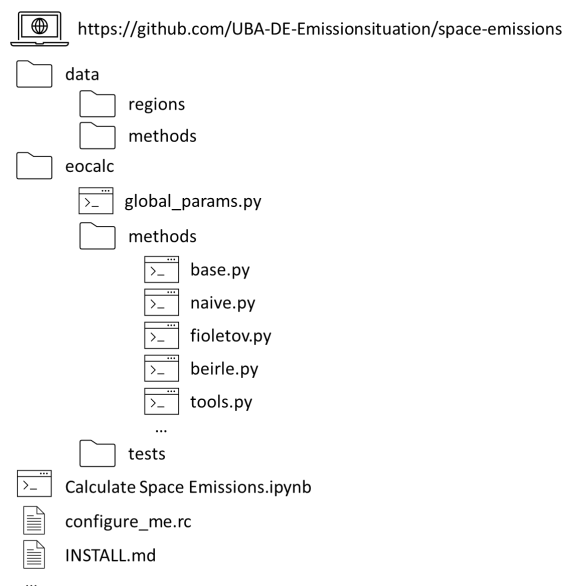 https://github.com/UBA-DE-Emissionsituation/space-emissions
data
regions
methods
eocalc
>_ global_params.py
methods
>_ base.py
>_ naive.py
>_ fioletov.py
>_ beirle.py
>_ tools.py
...
tests
>_ Calculate Space Emissions.ipynb
configure_me.rc
INSTALL.md
...